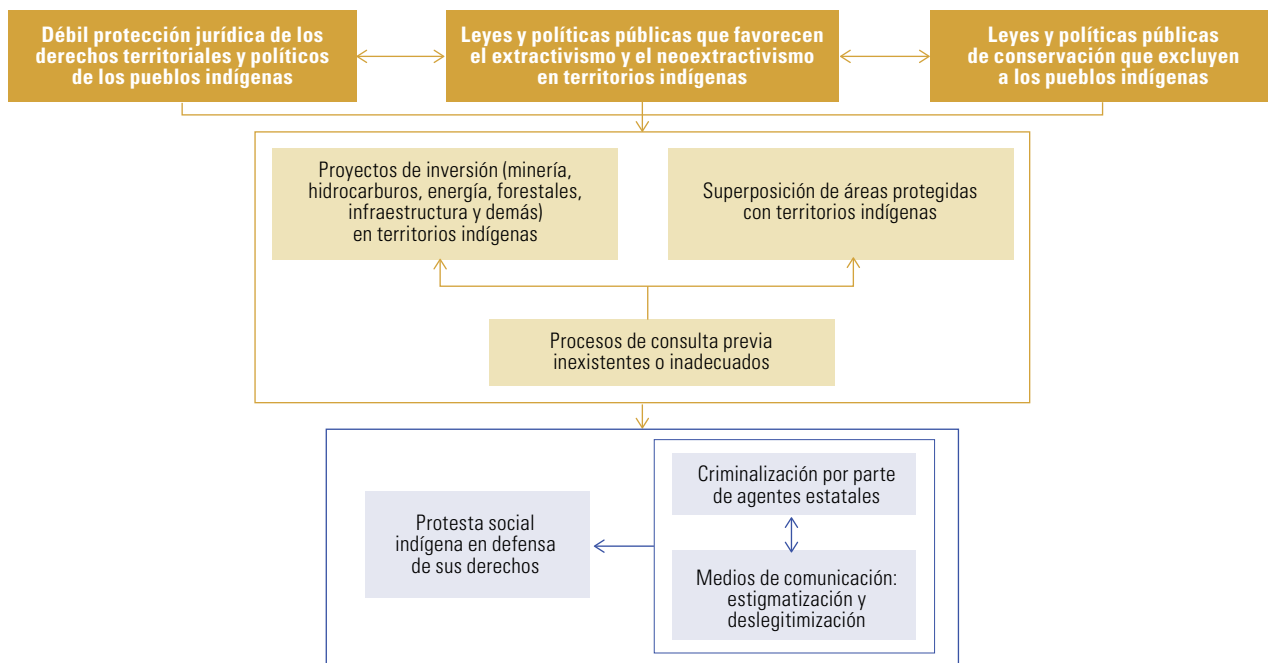 Débil protección jurídica de los
derechos territoriales y políticos
de los pueblos indígenas
Leyes y políticas públicas que favorecen
el extractivismo y el neoextractivismo
en territorios indígenas
Leyes y políticas públicas
de conservación que excluyen
a los pueblos indígenas
Proyectos de inversión (minería,
hidrocarburos, energía, forestales,
infraestructura y demás)
en territorios indígenas
Superposición de áreas protegidas
con territorios indígenas
Procesos de consulta previa
inexistentes o inadecuados
Protesta social
indígena en defensa
de sus derechos
Criminalización por parte
de agentes estatales
Medios de comunicación:
estigmatización y
deslegitimización